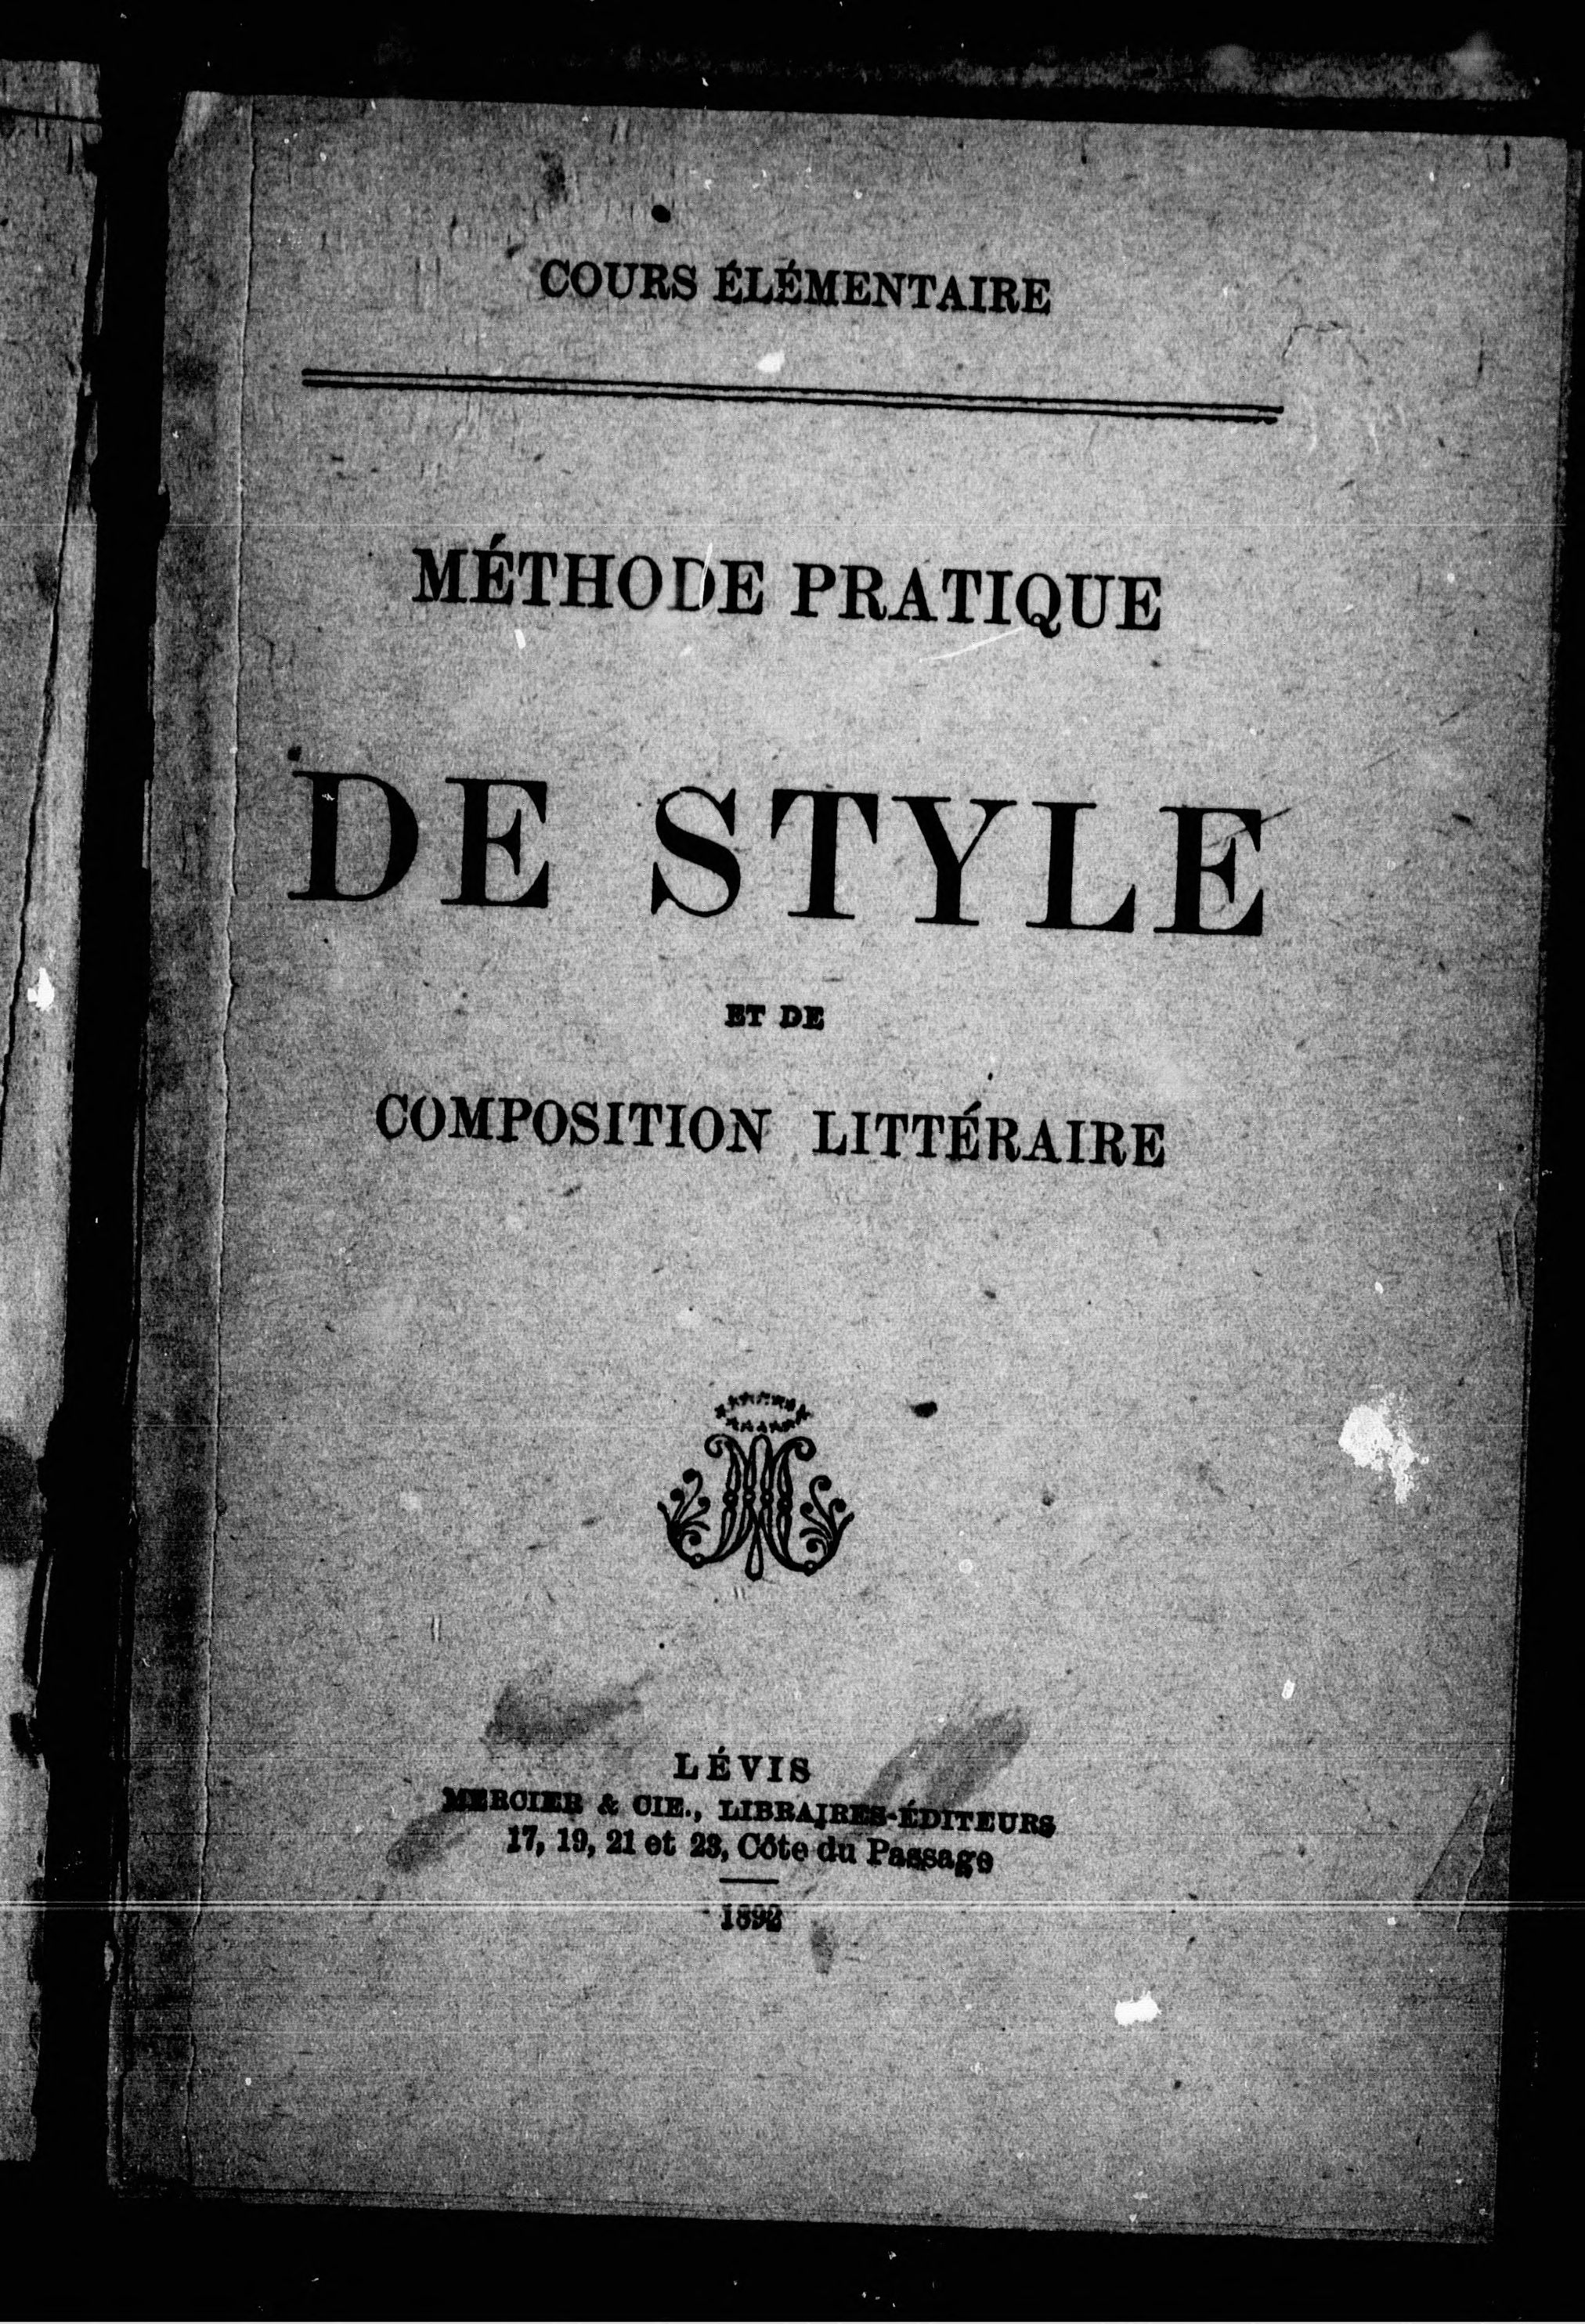 COURS ÉLÉMENTAIRE
MÉTHODE PRATIQUE
DE STYLE
ET DE
COMPOSITION LITTÉRAIRE
LÉVIS
MERCIER & CIE., LIBRAIRES-ÉDITEURS
17, 19, 21 et 23, Côte du Passage
1892